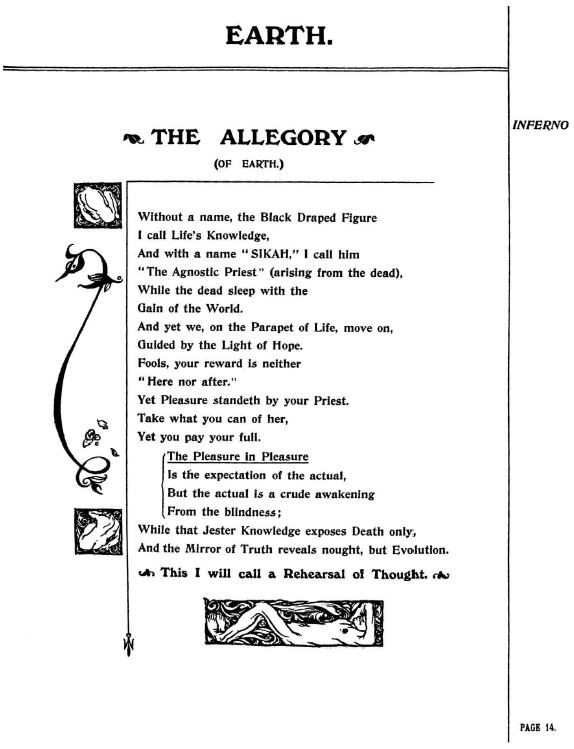 EARTH.
INFERNO
THE ALLEGORY
(OF EARTH.)
Without a name, the Black Draped Figure
I call Life's Knowledge,
And with a name "SIKAH," I call him
"The Agnostic Priest" (arising from the dead),
While the dead sleep with the
Gain of the World.
And yet we, on the Parapet of Life, move on,
Guided by the Light of Hope.
Fools, your reward is neither
"Here nor after."
Yet Pleasure standeth by your Priest.
Take what you can of her,
Yet you pay your full.
The Pleasure in Pleasure
Is the expectation of the actual,
But the actual is a crude awakening
From the blindness;
While that Jester Knowledge exposes Death only,
And the Mirror of Truth reveals nought, but Evolution.
This I will call a Rehearsal of Thought.
PAGE 14.